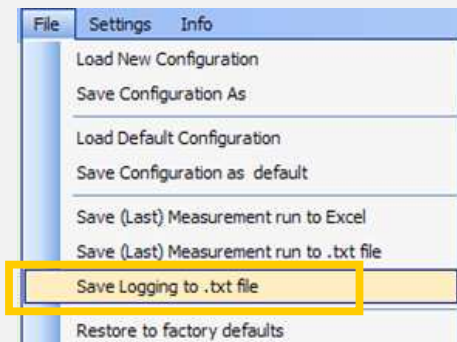 File Settings Info
Load New Configuration
Save Configuration As
Load Default Configuration
Save Configuration as default
Save (Last) Measurement run to Excel
Save (Last) Measurement run to .txt file
Save Logging to .txt file
Restore to factory defaults